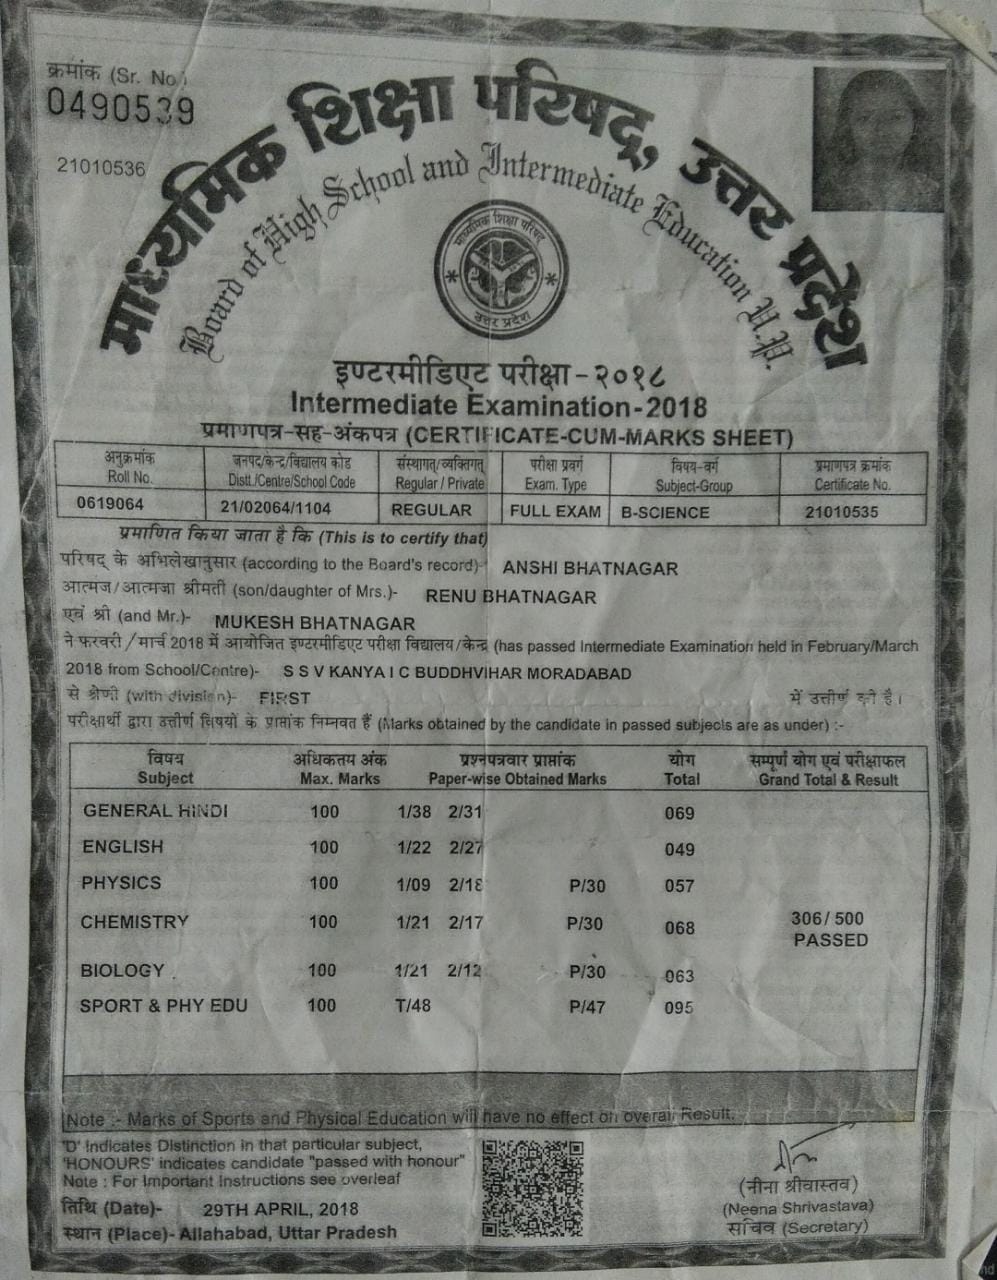 क्रमांक (Sr. No.)
0490539
21010536
माध्यमिक शिक्षा परिषद्, उत्तर प्रदेश
Board of High School and Intermediate Education U.P.
माध्यमिक शिक्षा परिषद्
उत्तर प्रदेश
इण्टरमीडिएट परीक्षा - २०१८
Intermediate Examination-2018
प्रमाणपत्र-सह-अंकपत्र (CERTIFICATE-CUM-MARKS SHEET)
अनुक्रमांक जनपद/केन्द्र/विद्यालय कोड संस्थागत/व्यक्तिगत परीक्षा प्रवर्ग विषय-वर्ग प्रमाणपत्र क्रमांक
Roll No. Distt./Centre/School Code Regular / Private Exam. Type Subject-Group Certificate No.
0619064 21/02064/1104 REGULAR FULL EXAM B-SCIENCE 21010535
प्रमाणित किया जाता है कि (This is to certify that)
परिषद् के अभिलेखानुसार (according to the Board's record)- ANSHI BHATNAGAR
आत्मज/आत्मजा श्रीमती (son/daughter of Mrs.)- RENU BHATNAGAR
एवं श्री (and Mr.)- MUKESH BHATNAGAR
ने फरवरी/मार्च 2018 में आयोजित इण्टरमीडिएट परीक्षा विद्यालय/केन्द्र (has passed Intermediate Examination held in February/March
2018 from School/Centre)- S S V KANYA I C BUDDHVIHAR MORADABAD
से श्रेणी (with division)- FIRST में उत्तीर्ण की है।
परीक्षार्थी द्वारा उत्तीर्ण विषयों के प्राप्तांक निम्नवत हैं (Marks obtained by the candidate in passed subjects are as under) :-
विषय अधिकतम अंक प्रश्नपत्रवार प्राप्तांक योग सम्पूर्ण योग एवं परीक्षाफल
Subject Max. Marks Paper-wise Obtained Marks Total Grand Total & Result
GENERAL HINDI 100 1/38 2/31 069
ENGLISH 100 1/22 2/27 049
PHYSICS 100 1/09 2/18 P/30 057
CHEMISTRY 100 1/21 2/17 P/30 068 306/ 500
PASSED
BIOLOGY 100 1/21 2/12 P/30 063
SPORT & PHY EDU 100 T/48 P/47 095
Note :- Marks of Sports and Physical Education will have no effect on overall Result.
'D' Indicates Distinction in that particular subject,
'HONOURS' indicates candidate "passed with honour"
Note : For Important Instructions see overleaf
तिथि (Date)- 29TH APRIL, 2018
स्थान (Place)- Allahabad, Uttar Pradesh
(नीना श्रीवास्तव)
(Neena Shrivastava)
सचिव (Secretary)